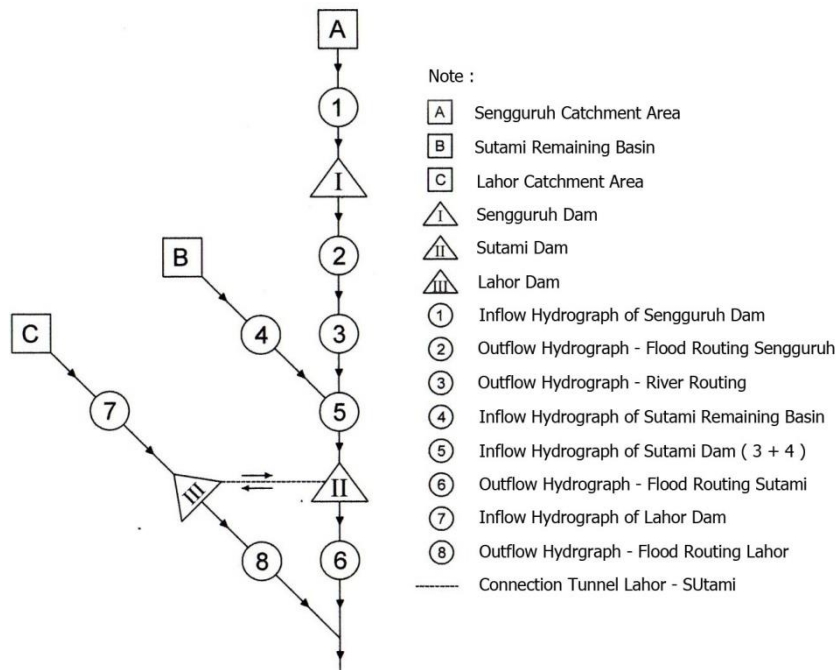 A
1
I
2
B
3
4
C
5
7
II
III
6
8
Note :
A Sengguruh Catchment Area
B Sutami Remaining Basin
C Lahor Catchment Area
I Sengguruh Dam
II Sutami Dam
III Lahor Dam
1 Inflow Hydrograph of Sengguruh Dam
2 Outflow Hydrograph - Flood Routing Sengguruh
3 Outflow Hydrograph - River Routing
4 Inflow Hydrograph of Sutami Remaining Basin
5 Inflow Hydrograph of Sutami Dam ( 3 + 4 )
6 Outflow Hydrograph - Flood Routing Sutami
7 Inflow Hydrograph of Lahor Dam
8 Outflow Hydrgraph - Flood Routing Lahor
Connection Tunnel Lahor - SUtami